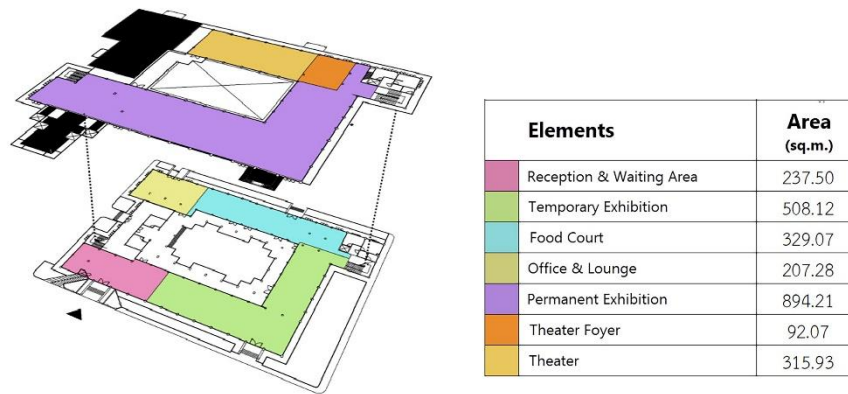 Elements Area
(sq.m.)
Reception & Waiting Area 237.50
Temporary Exhibition 508.12
Food Court 329.07
Office & Lounge 207.28
Permanent Exhibition 894.21
Theater Foyer 92.07
Theater 315.93